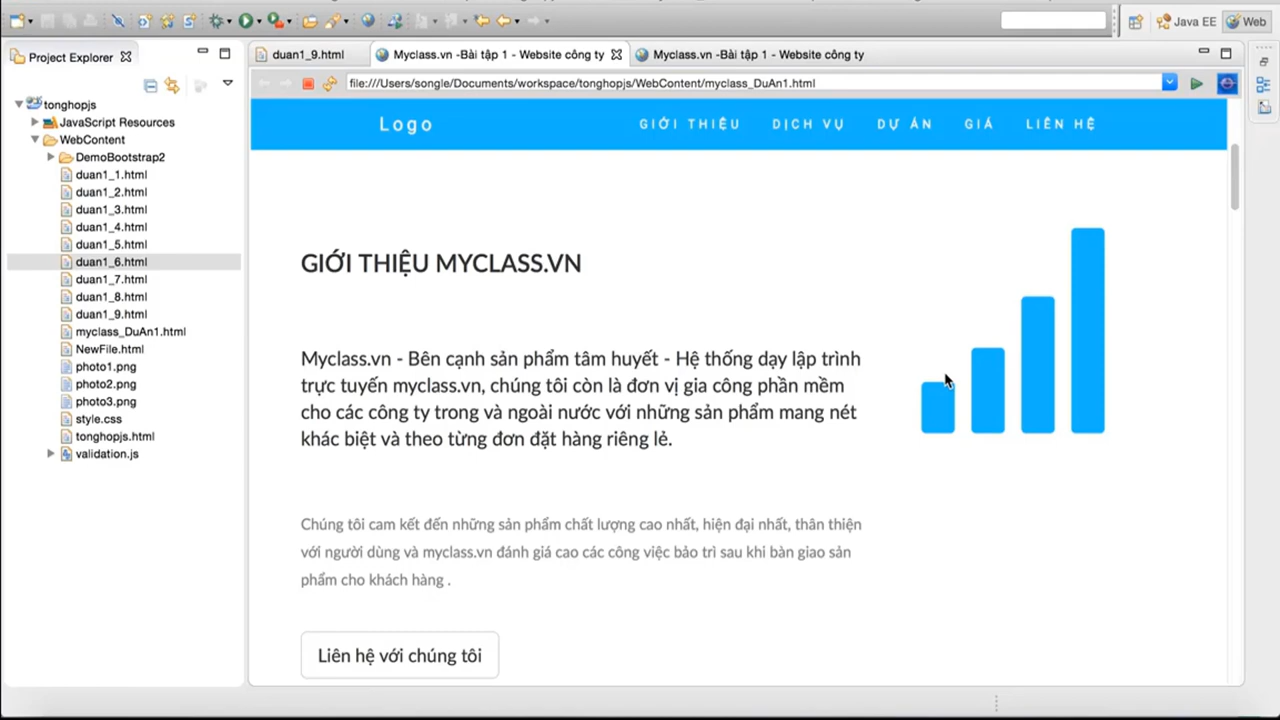 Java EE
Web
Project Explorer
duan1_9.html
Myclass.vn -Bài tập 1 - Website công ty
Myclass.vn -Bài tập 1 - Website công ty
file:///Users/songle/Documents/workspace/tonghopjs/WebContent/myclass_DuAn1.html
tonghopjs
JavaScript Resources
WebContent
DemoBootstrap2
duan1_1.html
duan1_2.html
duan1_3.html
duan1_4.html
duan1_5.html
duan1_6.html
duan1_7.html
duan1_8.html
duan1_9.html
myclass_DuAn1.html
NewFile.html
photo1.png
photo2.png
photo3.png
style.css
tonghopjs.html
validation.js
Logo
GIỚI THIỆU
DỊCH VỤ
DỰ ÁN
GIÁ
LIÊN HỆ
GIỚI THIỆU MYCLASS.VN
Myclass.vn - Bên cạnh sản phẩm tâm huyết - Hệ thống dạy lập trình
trực tuyến myclass.vn, chúng tôi còn là đơn vị gia công phần mềm
cho các công ty trong và ngoài nước với những sản phẩm mang nét
khác biệt và theo từng đơn đặt hàng riêng lẻ.
Chúng tôi cam kết đến những sản phẩm chất lượng cao nhất, hiện đại nhất, thân thiện
với người dùng và myclass.vn đánh giá cao các công việc bảo trì sau khi bàn giao sản
phẩm cho khách hàng .
Liên hệ với chúng tôi